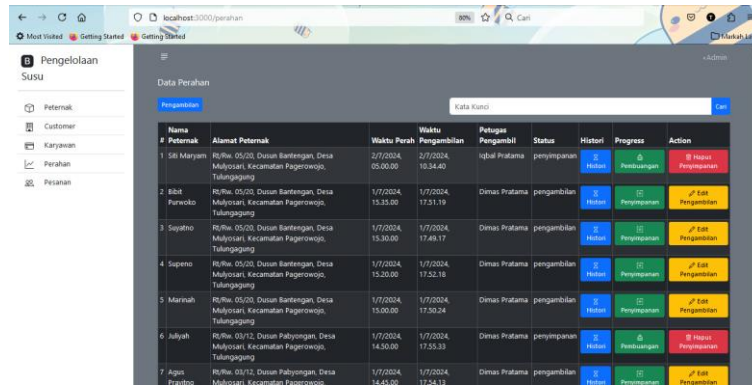 localhost:3000/perahan
80%
Cari
Most Visited
Getting Started
Getting Started
B Pengelolaan Susu
Admin
Data Perahan
Pengambilan
Kata Kunci
Cari
Peternak
Customer
Karyawan
Perahan
Pesanan
# Nama Peternak Alamat Peternak Waktu Perah Waktu Pengambilan Petugas Pengambil Status Histori Progress Action
1 Siti Maryam Rt/Rw. 05/20, Dusun Bantengan, Desa Mulyosari, Kecamatan Pagerowojo, Tulungagung 2/7/2024, 05.00.00 2/7/2024, 10.34.40 Iqbal Pratama penyimpanan Histori Pembuangan Hapus Penyimpanan
2 Bibit Purwoko Rt/Rw. 05/20, Dusun Bantengan, Desa Mulyosari, Kecamatan Pagerowojo, Tulungagung 1/7/2024, 15.35.00 1/7/2024, 17.51.19 Dimas Pratama pengambilan Histori Penyimpanan Edit Pengambilan
3 Suyatno Rt/Rw. 05/20, Dusun Bantengan, Desa Mulyosari, Kecamatan Pagerowojo, Tulungagung 1/7/2024, 15.30.00 1/7/2024, 17.49.17 Dimas Pratama pengambilan Histori Penyimpanan Edit Pengambilan
4 Supeno Rt/Rw. 05/20, Dusun Bantengan, Desa Mulyosari, Kecamatan Pagerowojo, Tulungagung 1/7/2024, 15.20.00 1/7/2024, 17.52.18 Dimas Pratama pengambilan Histori Penyimpanan Edit Pengambilan
5 Marinah Rt/Rw. 05/20, Dusun Bantengan, Desa Mulyosari, Kecamatan Pagerowojo, Tulungagung 1/7/2024, 15.00.00 1/7/2024, 17.50.24 Dimas Pratama pengambilan Histori Penyimpanan Edit Pengambilan
6 Juliyah Rt/Rw. 03/12, Dusun Pabyongan, Desa Mulyosari, Kecamatan Pagerowojo, Tulungagung 1/7/2024, 14.50.00 1/7/2024, 17.55.33 Dimas Pratama penyimpanan Histori Pembuangan Hapus Penyimpanan
7 Agus Prayitno Rt/Rw. 03/12, Dusun Pabyongan, Desa Mulyosari, Kecamatan Pagerowojo, 1/7/2024, 14.45.00 1/7/2024, 17.54.13 Dimas Pratama pengambilan Histori Penyimpanan Edit Pengambilan